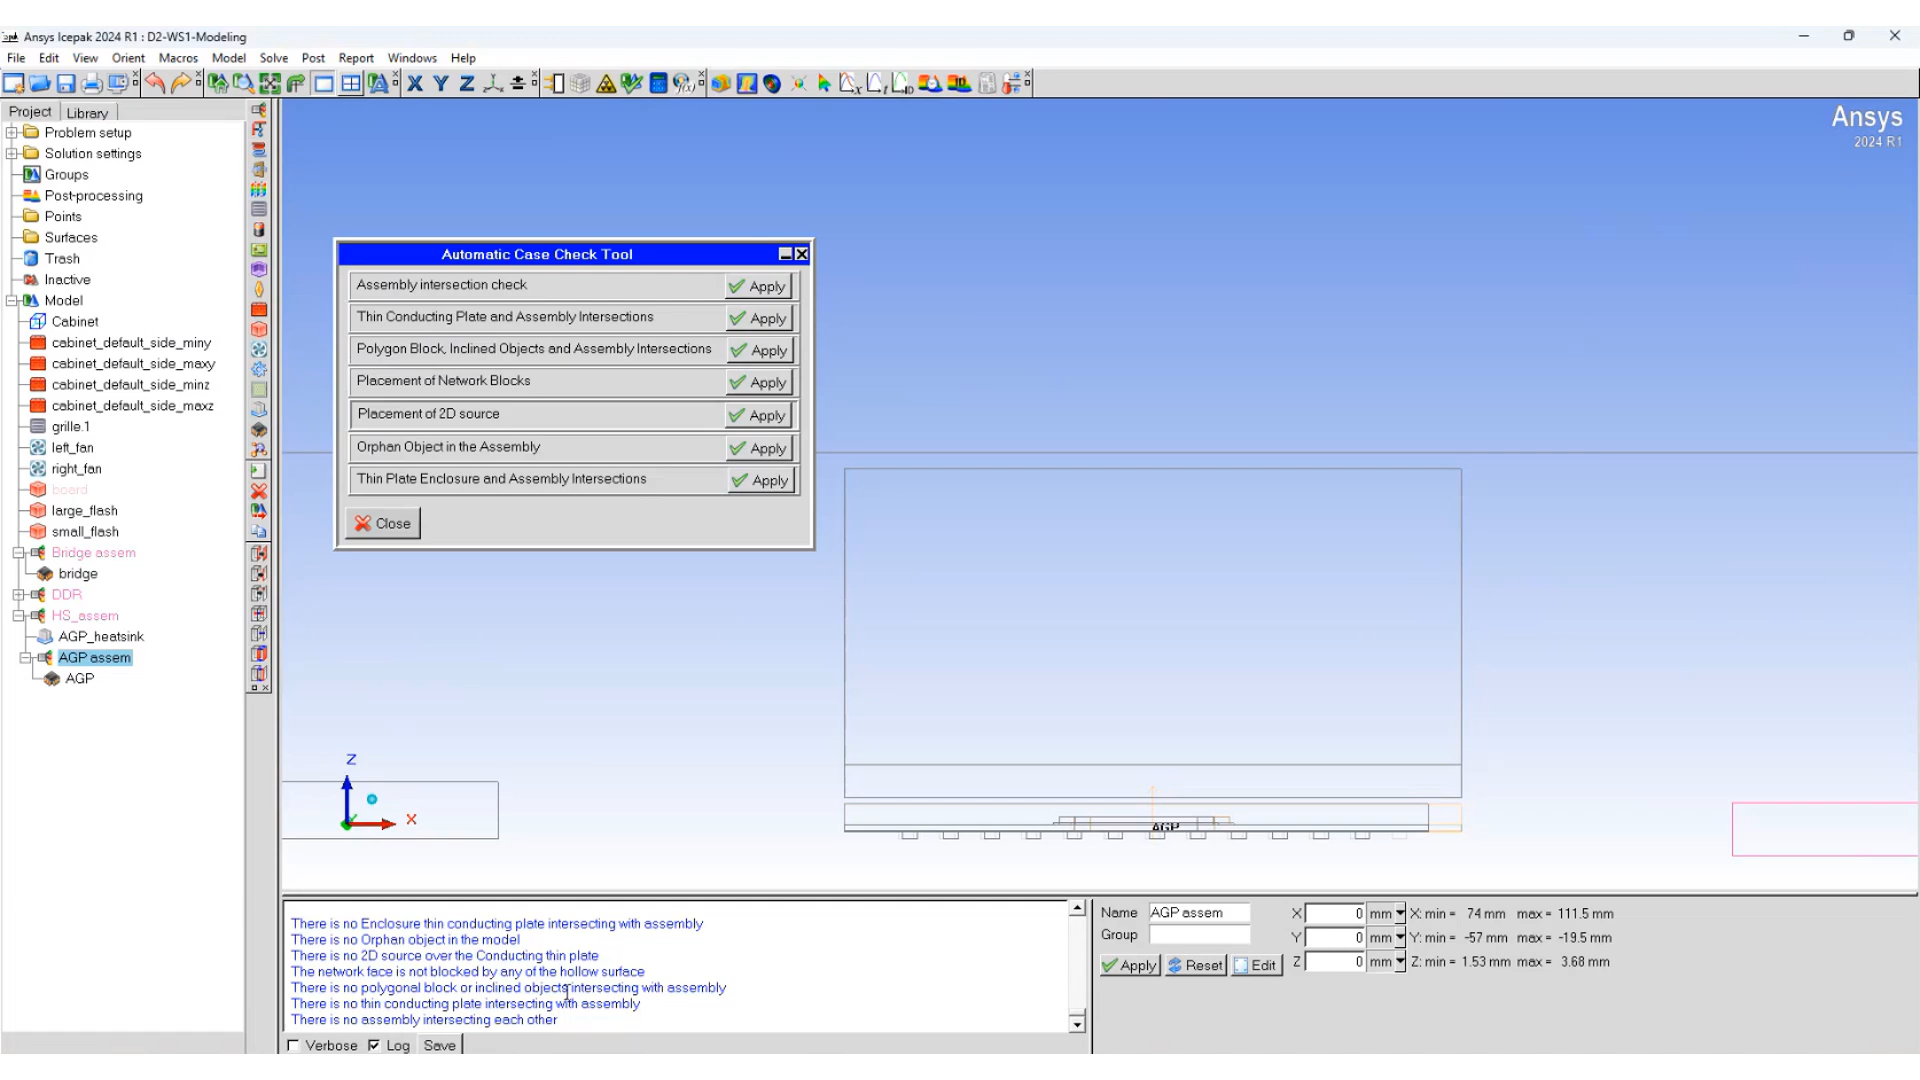 Ansys Icepak 2024 R1 : D2-WS1-Modeling
File Edit View Orient Macros Model Solve Post Report Windows Help
X Y Z
Project Library
Problem setup
Solution settings
Groups
Post-processing
Points
Surfaces
Trash
Inactive
Model
Cabinet
cabinet_default_side_miny
cabinet_default_side_maxy
cabinet_default_side_minz
cabinet_default_side_maxz
grille.1
left_fan
right_fan
board
large_flash
small_flash
Bridge assem
bridge
DDR
HS_assem
AGP_heatsink
AGP assem
AGP
Ansys
2024 R1
Automatic Case Check Tool
Assembly intersection check Apply
Thin Conducting Plate and Assembly Intersections Apply
Polygon Block, Inclined Objects and Assembly Intersections Apply
Placement of Network Blocks Apply
Placement of 2D source Apply
Orphan Object in the Assembly Apply
Thin Plate Enclosure and Assembly Intersections Apply
Close
Z
X
AGP
There is no Enclosure thin conducting plate intersecting with assembly
There is no Orphan object in the model
There is no 2D source over the Conducting thin plate
The network face is not blocked by any of the hollow surface
There is no polygonal block or inclined objects intersecting with assembly
There is no thin conducting plate intersecting with assembly
There is no assembly intersecting each other
Verbose Log Save
Name AGP assem X 0 mm X: min = 74 mm max = 111.5 mm
Group Y 0 mm Y: min = -57 mm max = -19.5 mm
Apply Reset Edit Z 0 mm Z: min = 1.53 mm max = 3.68 mm